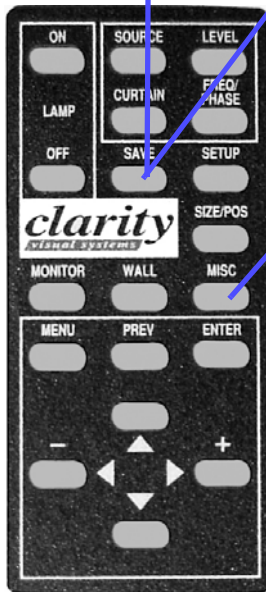 ON SOURCE LEVEL
LAMP CURTAIN FREQ/
PHASE
OFF SAVE SETUP
clarity
visual systems
SIZE/POS
MONITOR WALL MISC
MENU PREV ENTER
- +